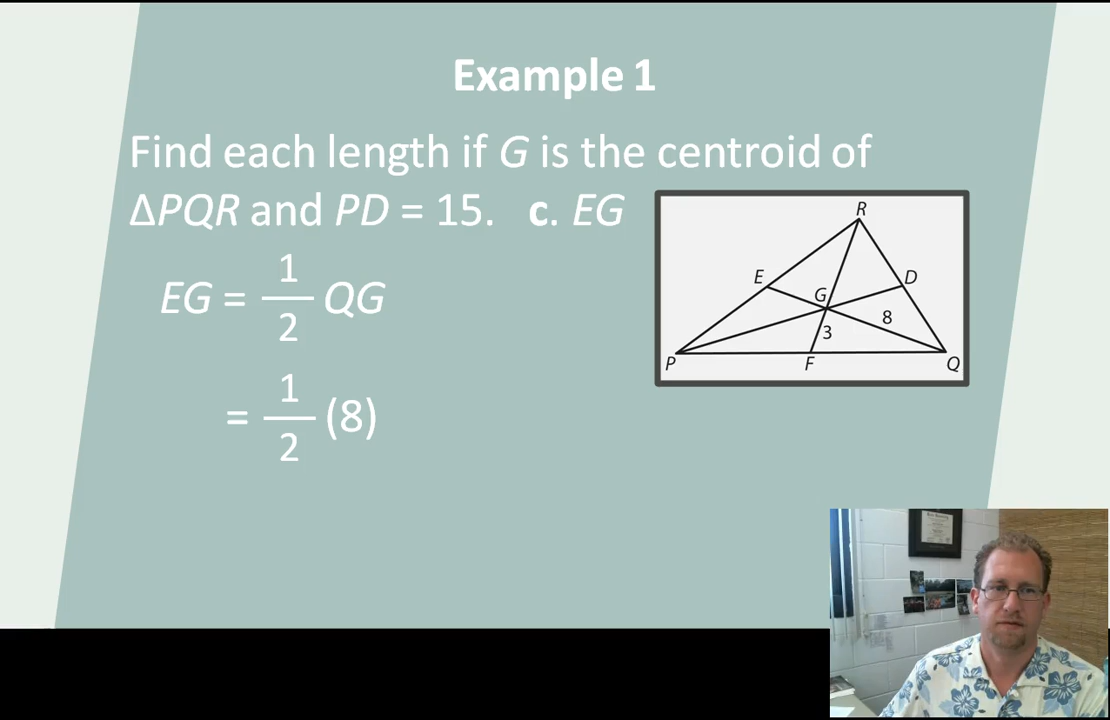 Example 1
Find each length if G is the centroid of
ΔPQR and PD = 15. c. EG
EG = 1/2 QG
= 1/2 (8)
R
E
D
G
8
3
P
F
Q